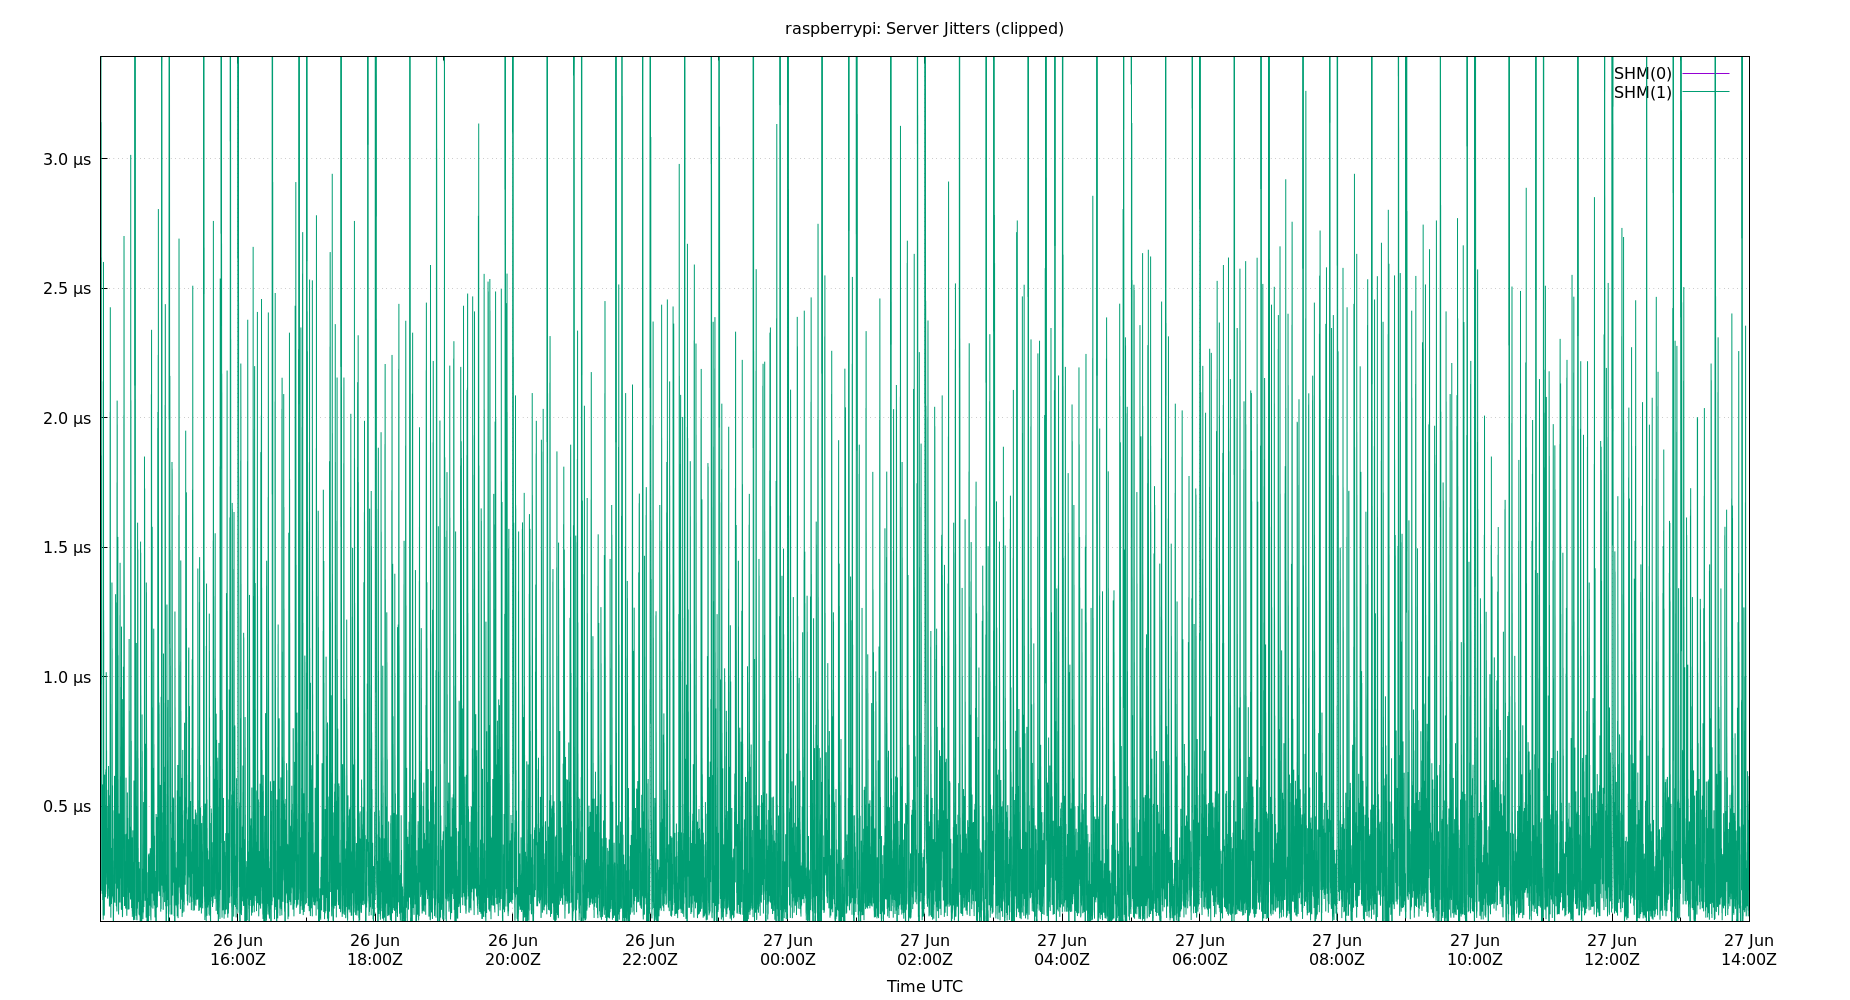 raspberrypi: Server Jitters (clipped)
SHM(0)
SHM(1)
3.0 µs
2.5 µs
2.0 µs
1.5 µs
1.0 µs
0.5 µs
26 Jun 26 Jun 26 Jun 26 Jun 27 Jun 27 Jun 27 Jun 27 Jun 27 Jun 27 Jun 27 Jun 27 Jun
16:00Z 18:00Z 20:00Z 22:00Z 00:00Z 02:00Z 04:00Z 06:00Z 08:00Z 10:00Z 12:00Z 14:00Z
Time UTC